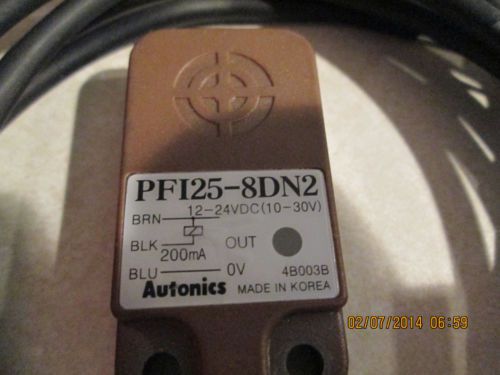 PFI25-8DN2
12-24VDC(10-30V)
BRN
BLK
200mA
OUT
BLU
0V
4B003B
Autonics
MADE IN KOREA
02/07/2014 06:59